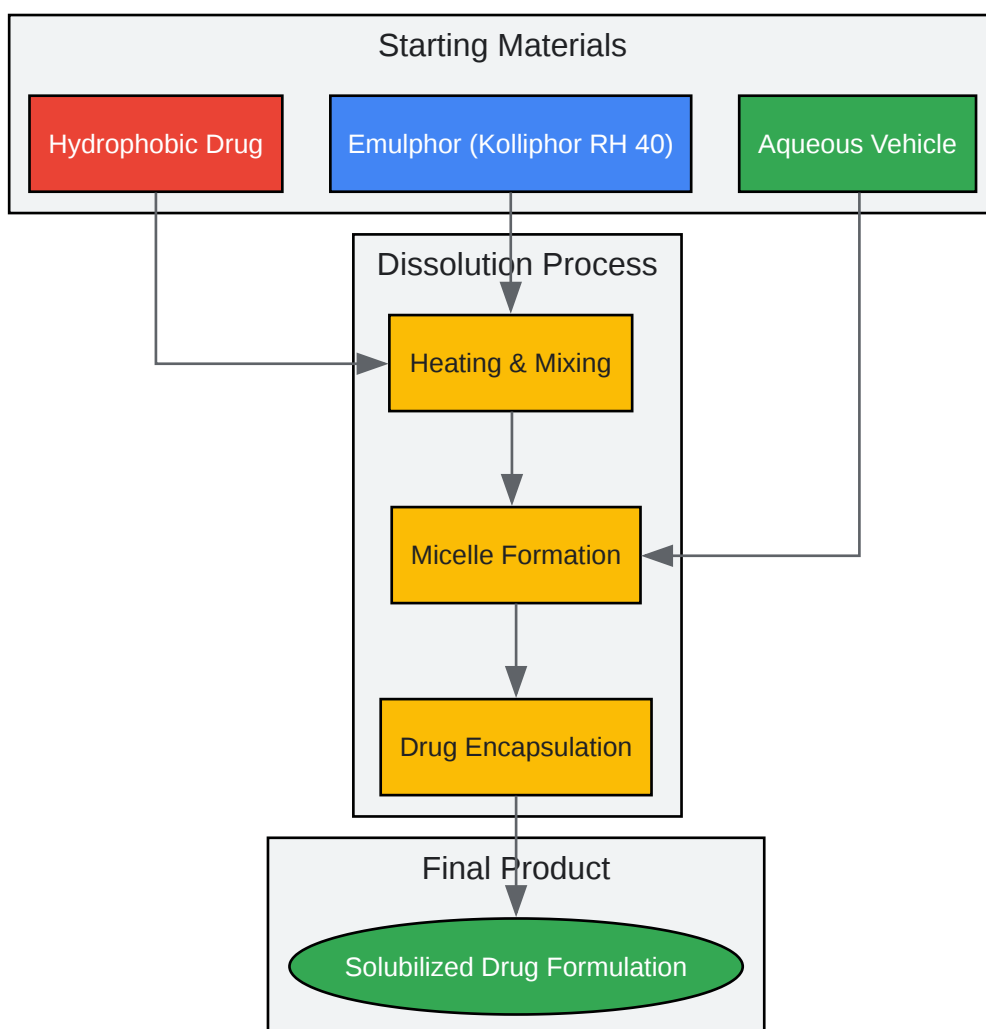 Starting Materials
Hydrophobic Drug
Emulphor (Kolliphor RH 40)
Aqueous Vehicle
Dissolution Process
Heating & Mixing
Micelle Formation
Drug Encapsulation
Final Product
Solubilized Drug Formulation